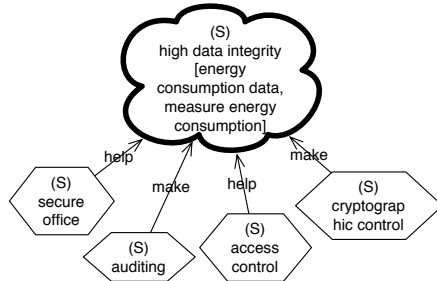 (S)
high data integrity
[energy
consumption data,
measure energy
consumption]
help
make
help
make
(S)
secure
office
(S)
auditing
(S)
access
control
(S)
cryptograp
hic control